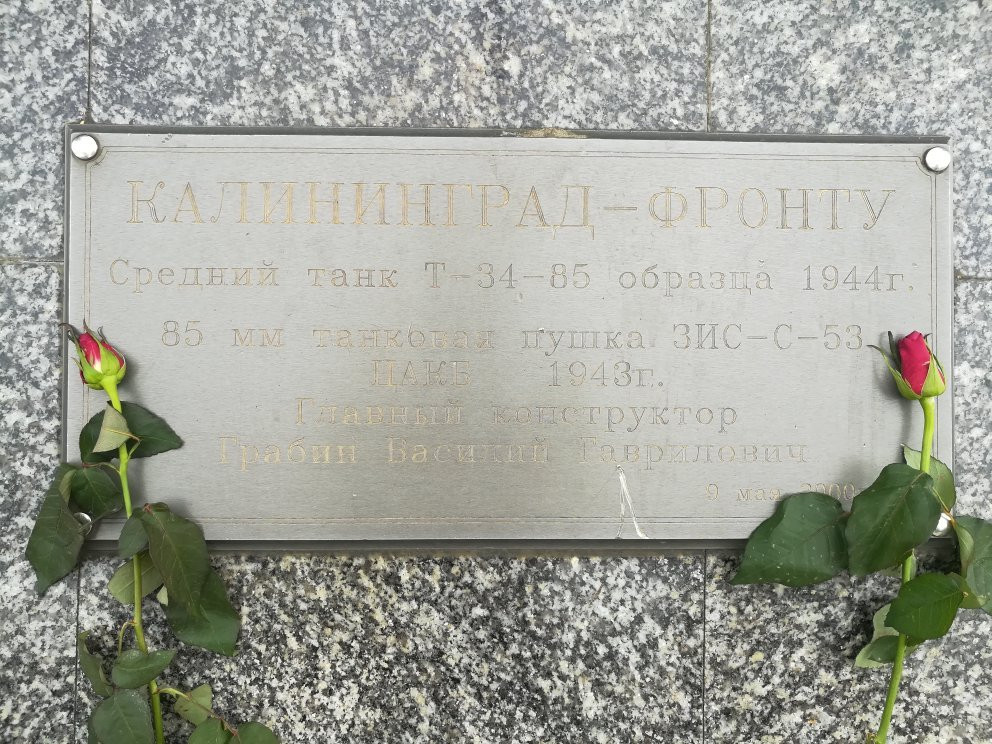 КАЛИНИНГРАД-ФРОНТУ
Средний танк Т-34-85 образца 1944г.
85 мм танковая пушка ЗИС-С-53
ЦАКБ 1943г.
Главный конструктор
Грабин Василий Гаврилович
9 мая 2000